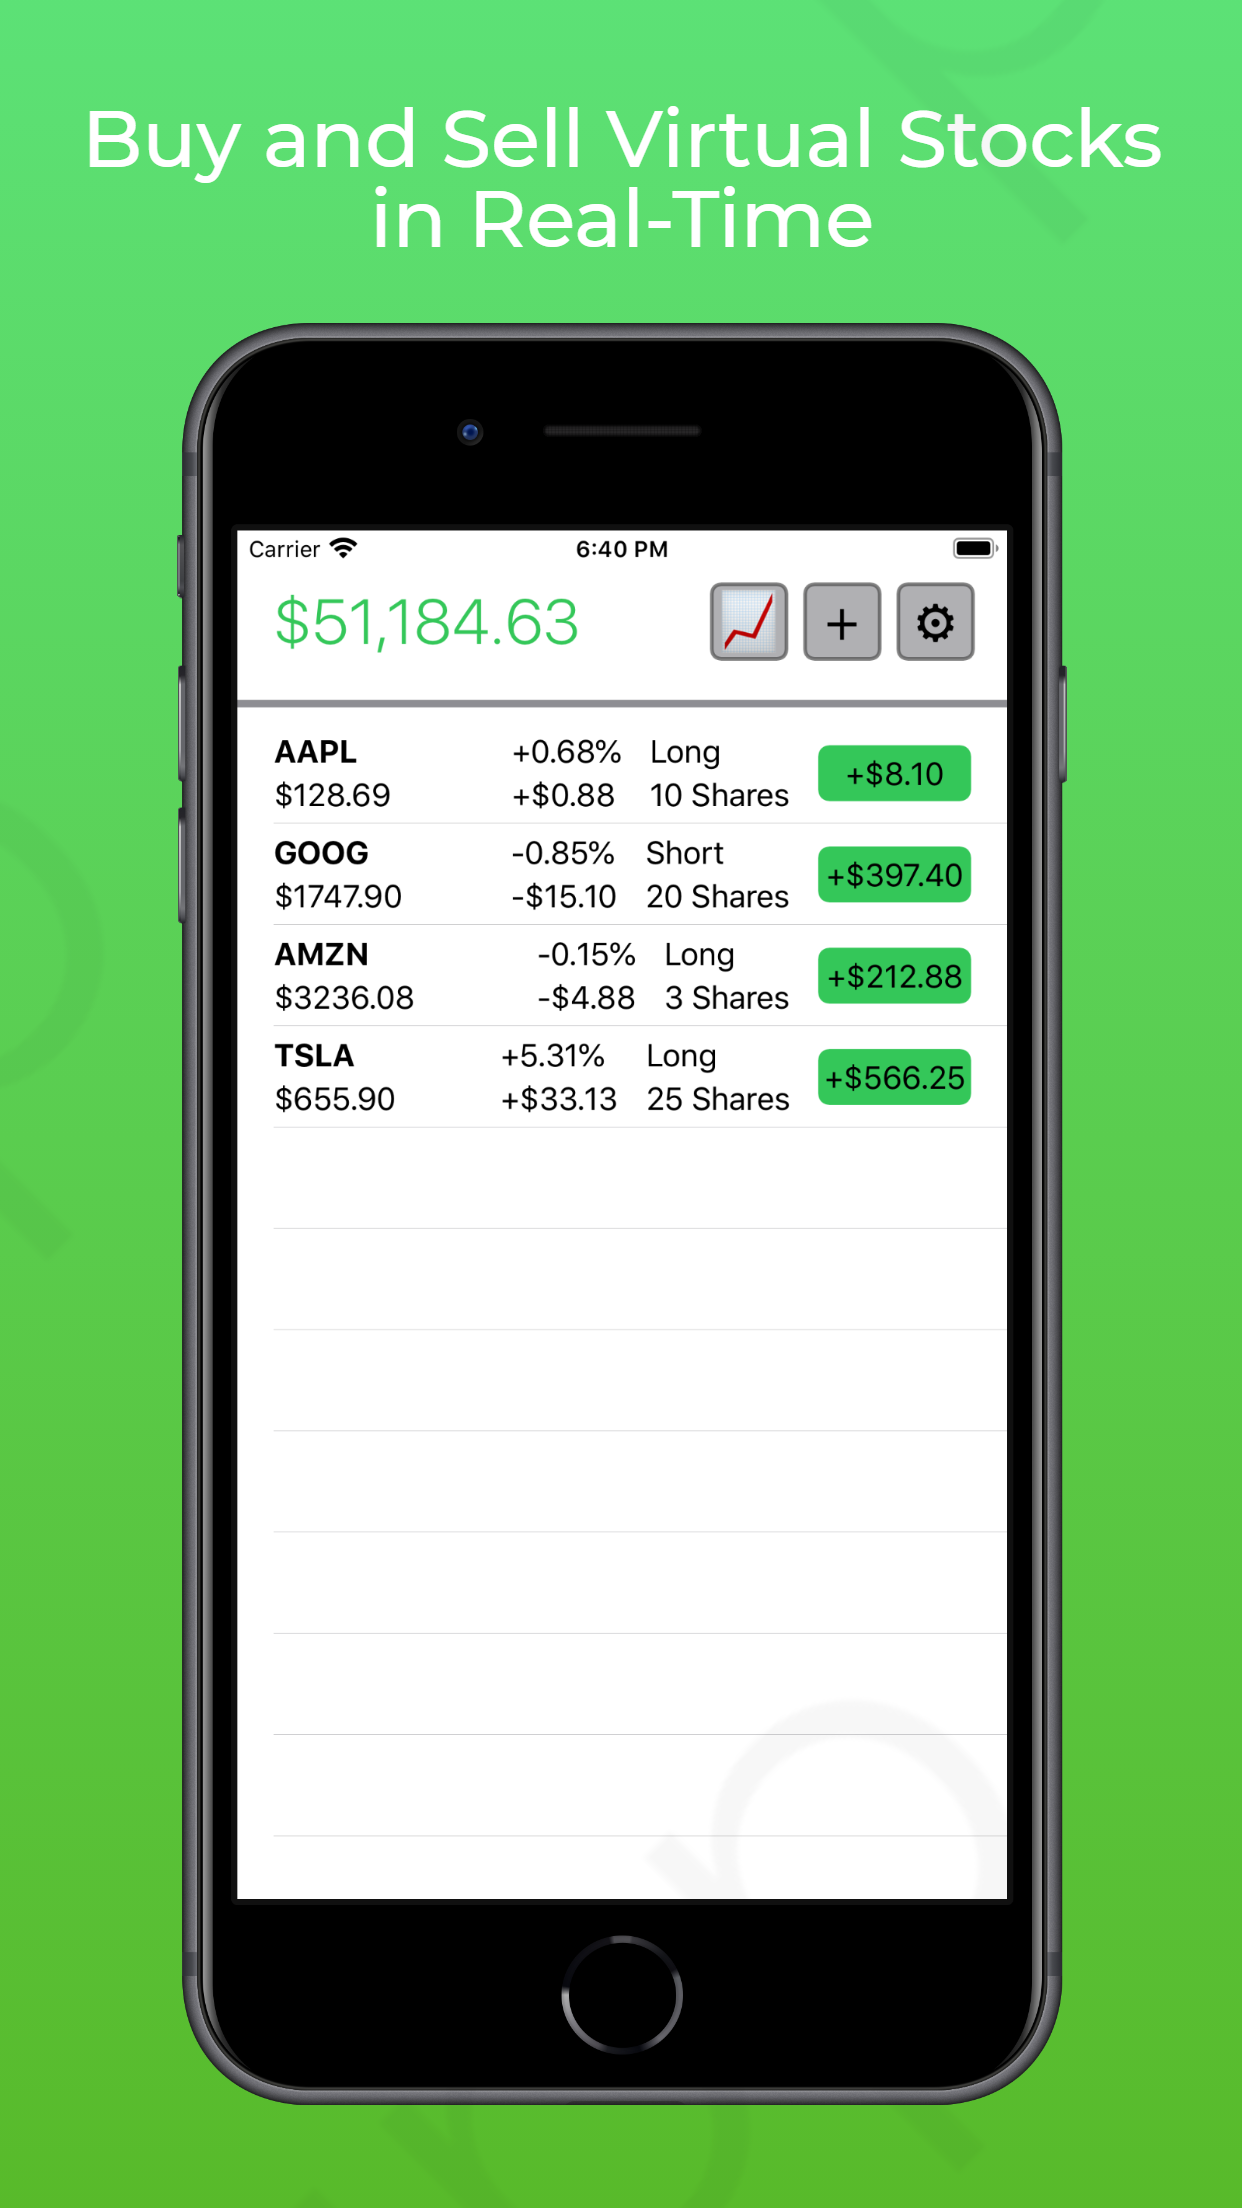 Buy and Sell Virtual Stocks
in Real-Time
Carrier 6:40 PM
$51,184.63
+
AAPL +0.68% Long +$8.10
$128.69 +$0.88 10 Shares
GOOG -0.85% Short +$397.40
$1747.90 -$15.10 20 Shares
AMZN -0.15% Long +$212.88
$3236.08 -$4.88 3 Shares
TSLA +5.31% Long +$566.25
$655.90 +$33.13 25 Shares